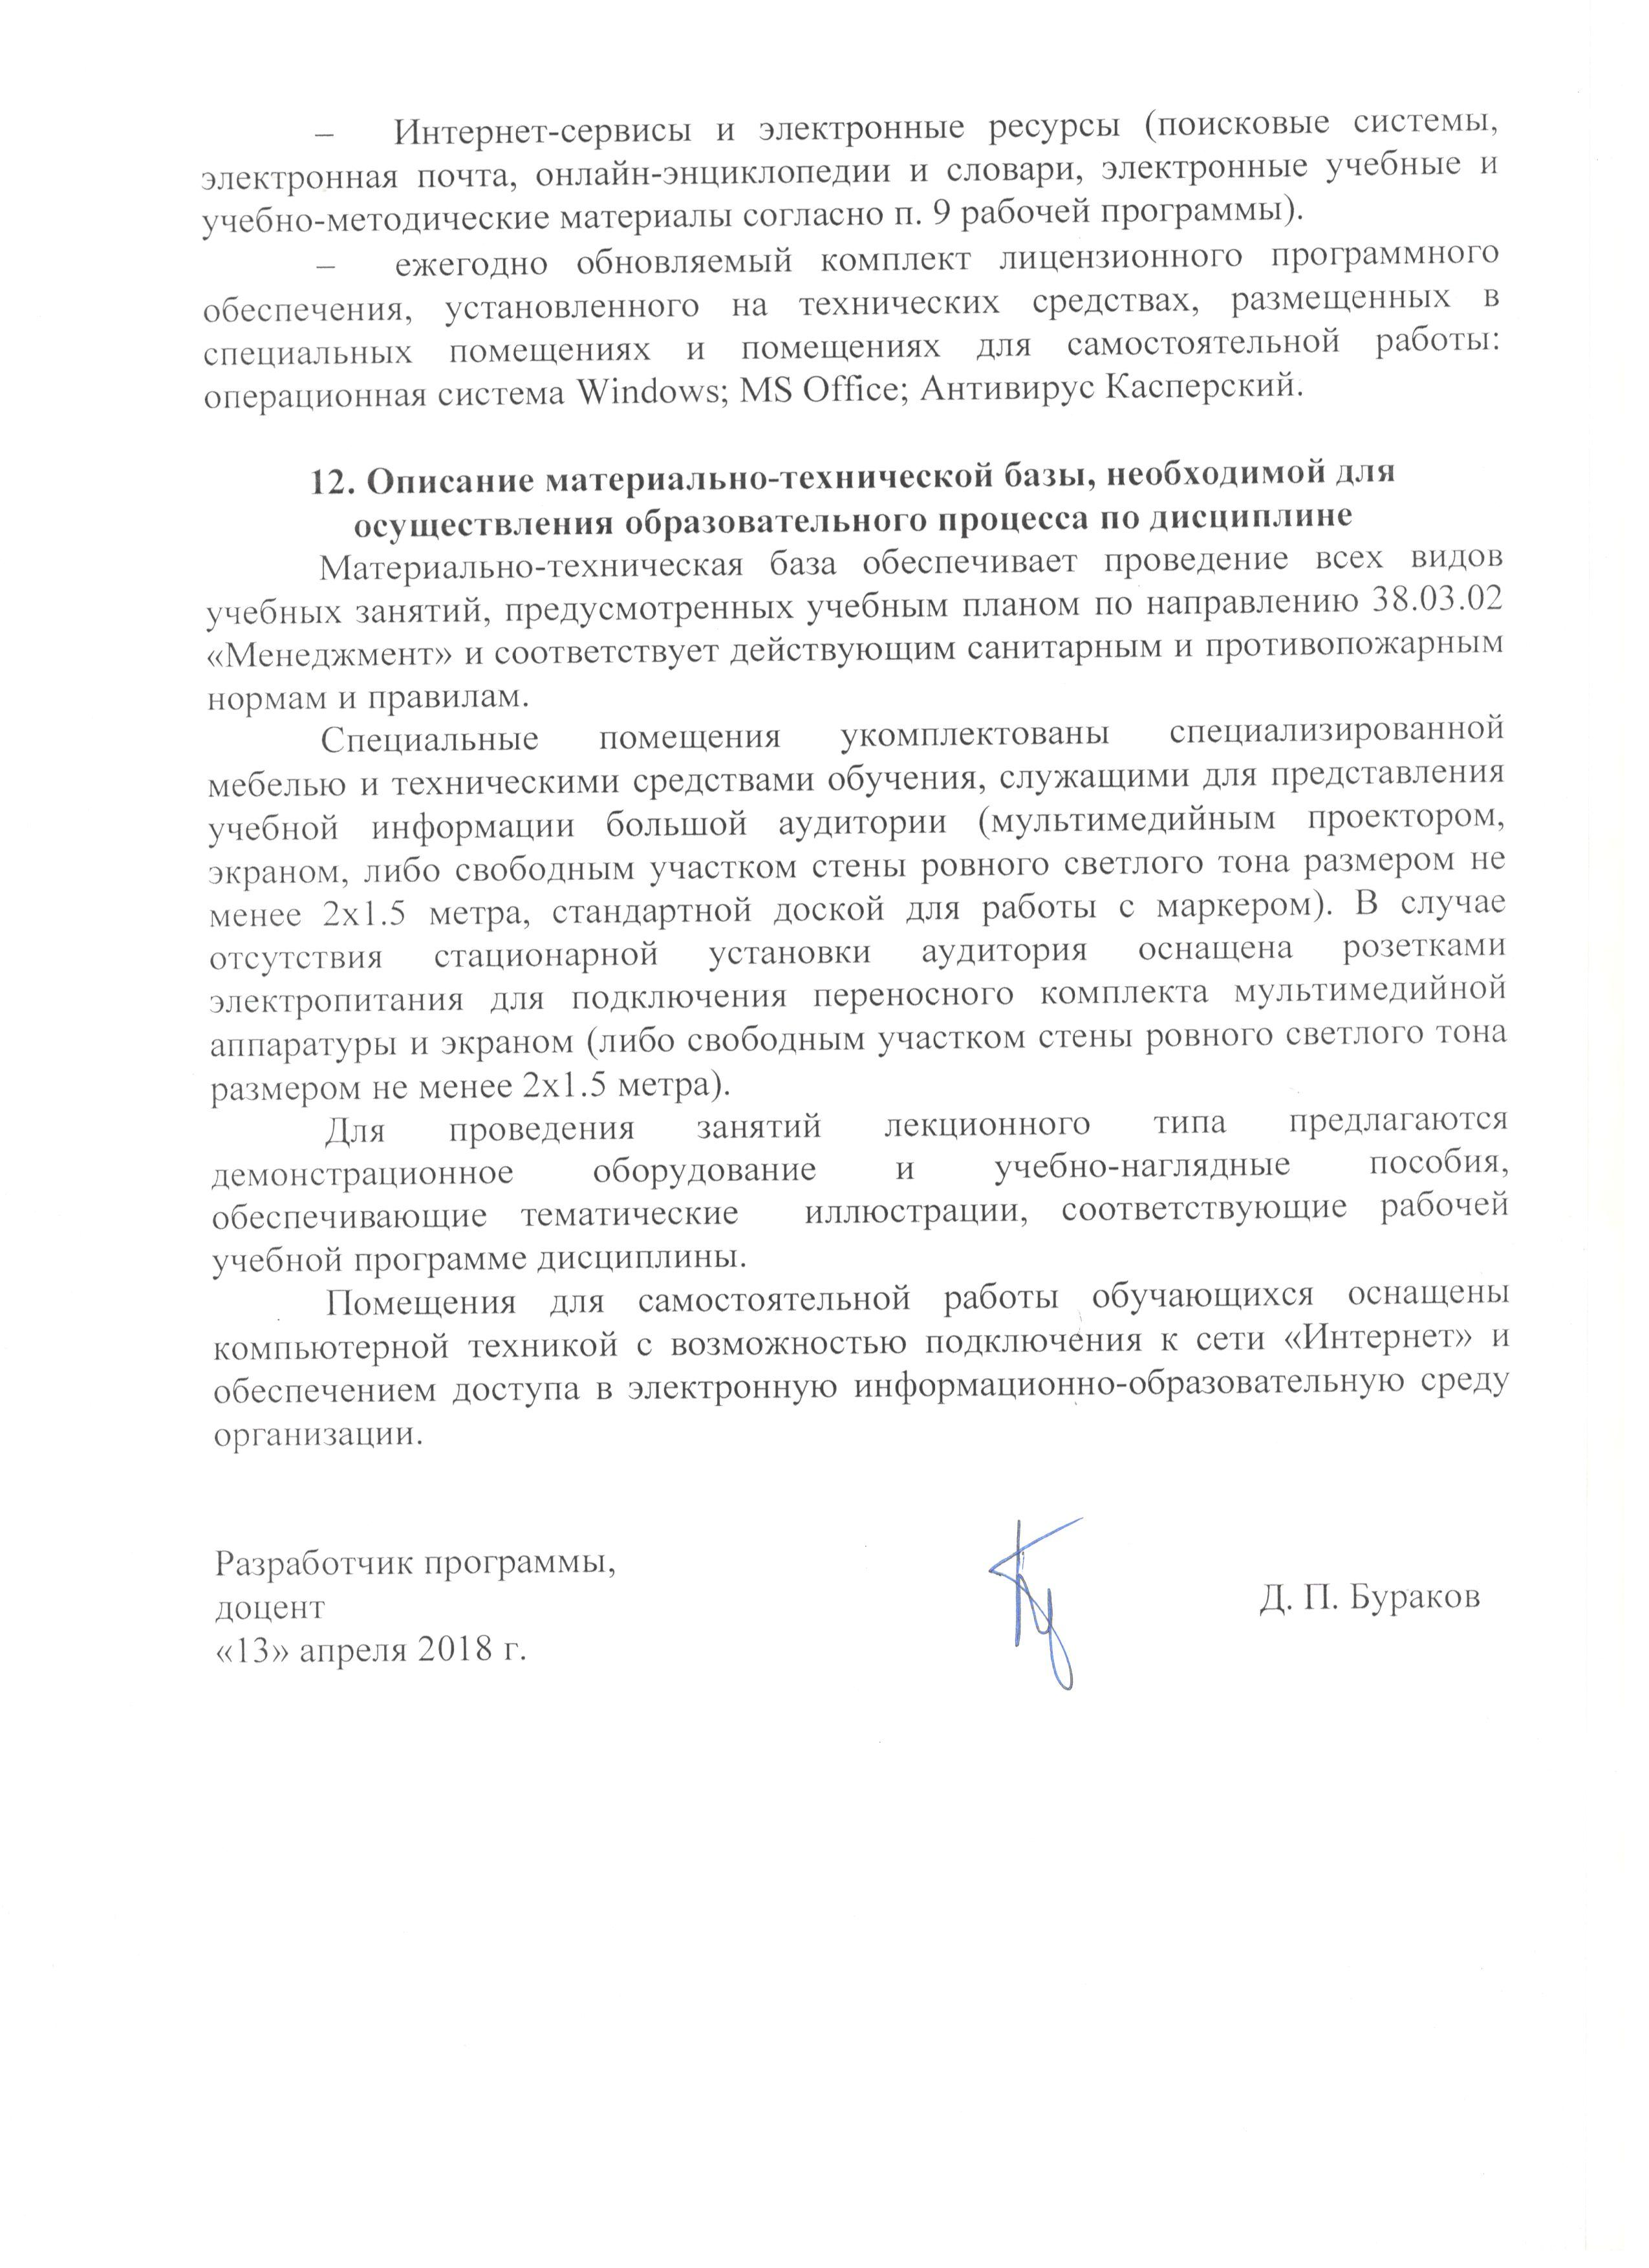 – Интернет-сервисы и электронные ресурсы (поисковые системы,
электронная почта, онлайн-энциклопедии и словари, электронные учебные и
учебно-методические материалы согласно п. 9 рабочей программы).
– ежегодно обновляемый комплект лицензионного программного
обеспечения, установленного на технических средствах, размещенных в
специальных помещениях и помещениях для самостоятельной работы:
операционная система Windows; MS Office; Антивирус Касперский.
12. Описание материально-технической базы, необходимой для
осуществления образовательного процесса по дисциплине
Материально-техническая база обеспечивает проведение всех видов
учебных занятий, предусмотренных учебным планом по направлению 38.03.02
«Менеджмент» и соответствует действующим санитарным и противопожарным
нормам и правилам.
Специальные помещения укомплектованы специализированной
мебелью и техническими средствами обучения, служащими для представления
учебной информации большой аудитории (мультимедийным проектором,
экраном, либо свободным участком стены ровного светлого тона размером не
менее 2х1.5 метра, стандартной доской для работы с маркером). В случае
отсутствия стационарной установки аудитория оснащена розетками
электропитания для подключения переносного комплекта мультимедийной
аппаратуры и экраном (либо свободным участком стены ровного светлого тона
размером не менее 2х1.5 метра).
Для проведения занятий лекционного типа предлагаются
демонстрационное оборудование и учебно-наглядные пособия,
обеспечивающие тематические иллюстрации, соответствующие рабочей
учебной программе дисциплины.
Помещения для самостоятельной работы обучающихся оснащены
компьютерной техникой с возможностью подключения к сети «Интернет» и
обеспечением доступа в электронную информационно-образовательную среду
организации.
Разработчик программы,
доцент
Д. П. Бураков
«13» апреля 2018 г.